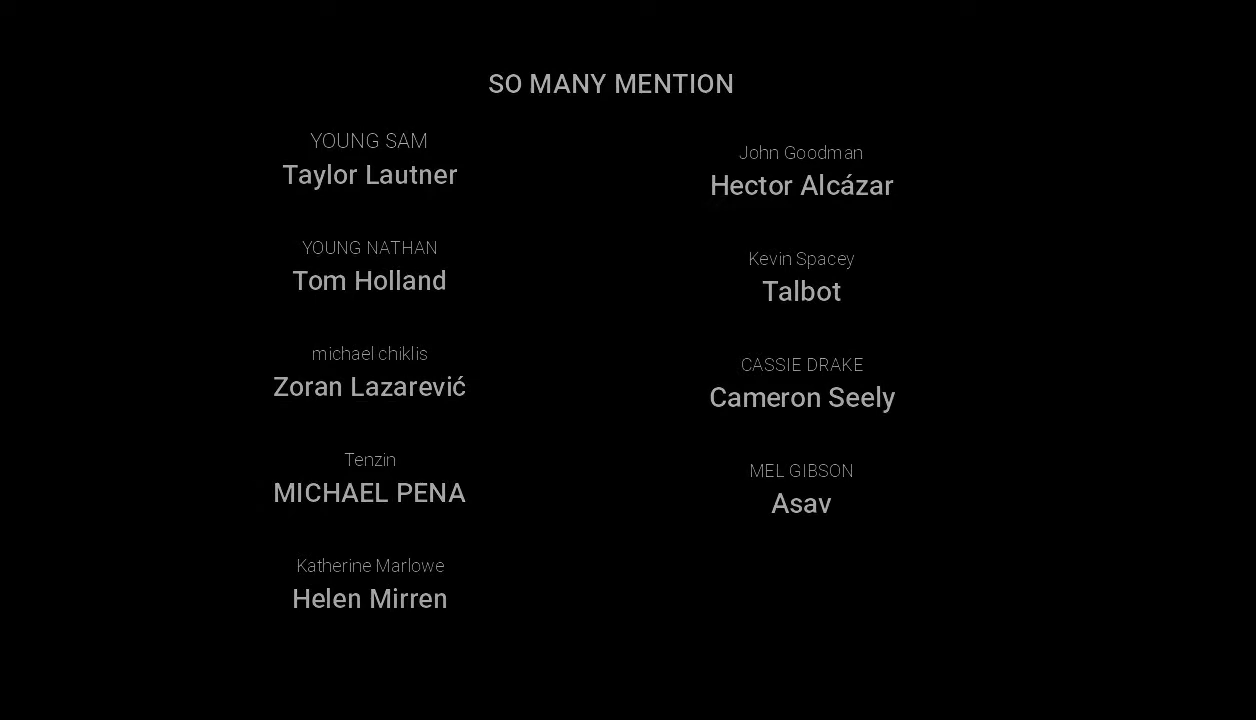 SO MANY MENTION
YOUNG SAM
Taylor Lautner
YOUNG NATHAN
Tom Holland
michael chiklis
Zoran Lazarević
Tenzin
MICHAEL PENA
Katherine Marlowe
Helen Mirren
John Goodman
Hector Alcázar
Kevin Spacey
Talbot
CASSIE DRAKE
Cameron Seely
MEL GIBSON
Asav